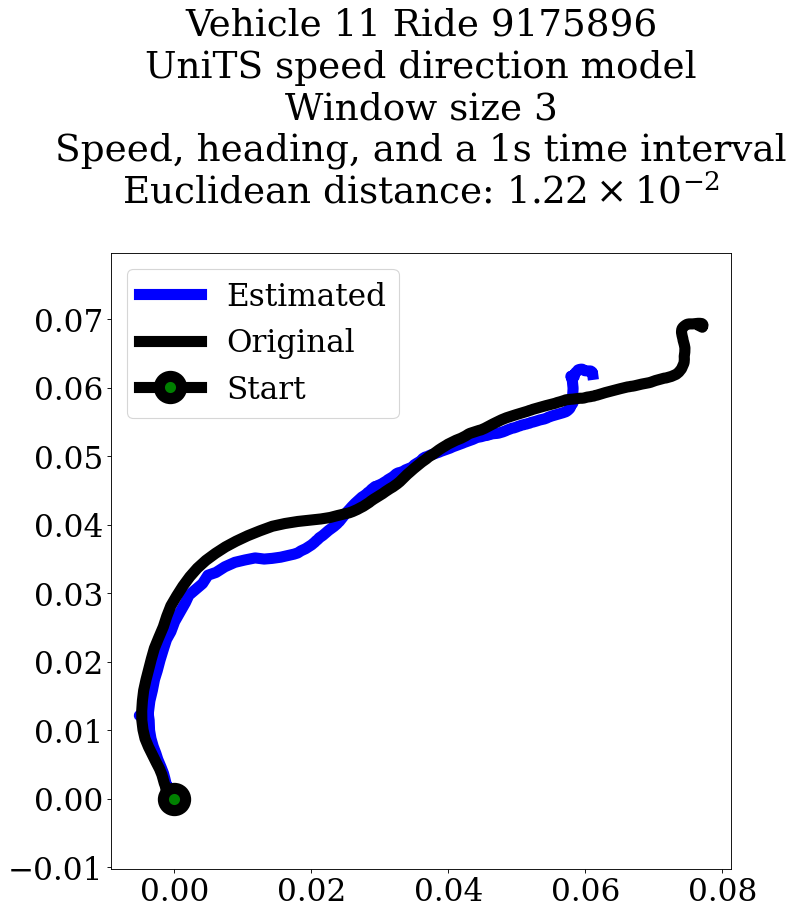 Vehicle 11 Ride 9175896
UniTS speed direction model
Window size 3
Speed, heading, and a 1s time interval
Euclidean distance: 1.22 × 10⁻²
Estimated
Original
Start
0.07
0.06
0.05
0.04
0.03
0.02
0.01
0.00
−0.01
0.00 0.02 0.04 0.06 0.08